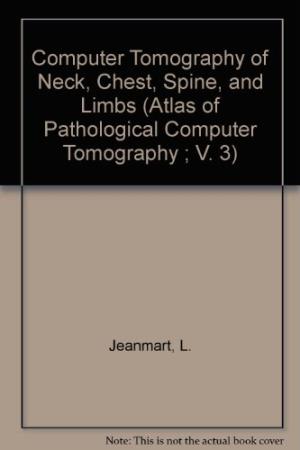 Computer Tomography of
Neck, Chest, Spine, and
Limbs (Atlas of
Pathological Computer
Tomography ; V. 3)
Jeanmart, L.
Note: This is not the actual book cover